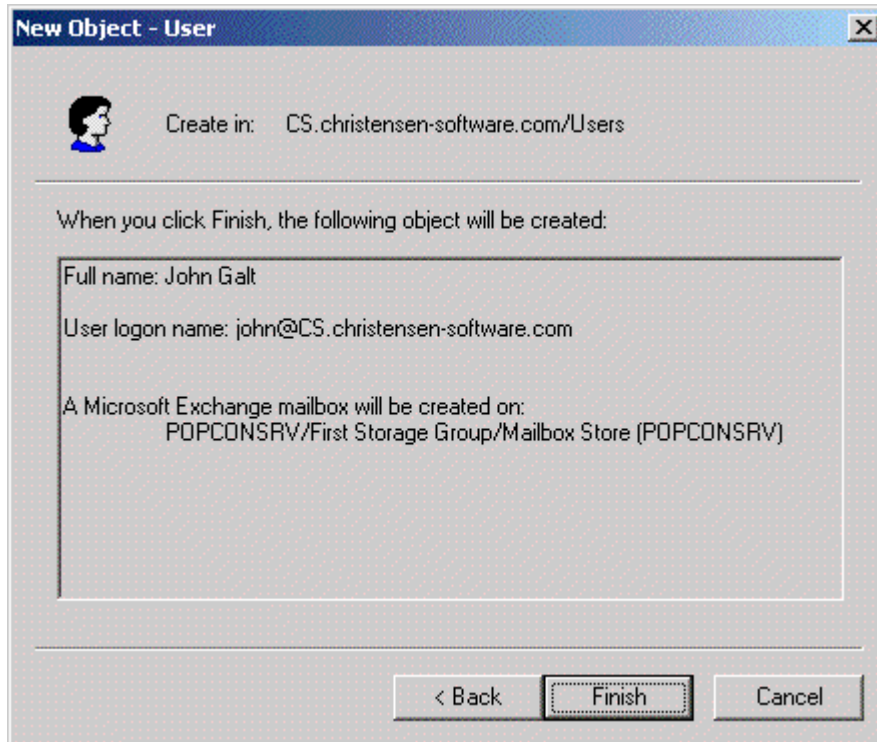 New Object - User
Create in: CS.christensen-software.com/Users
When you click Finish, the following object will be created:
Full name: John Galt
User logon name: john@CS.christensen-software.com
A Microsoft Exchange mailbox will be created on:
POPCONSRV/First Storage Group/Mailbox Store (POPCONSRV)
< Back Finish Cancel